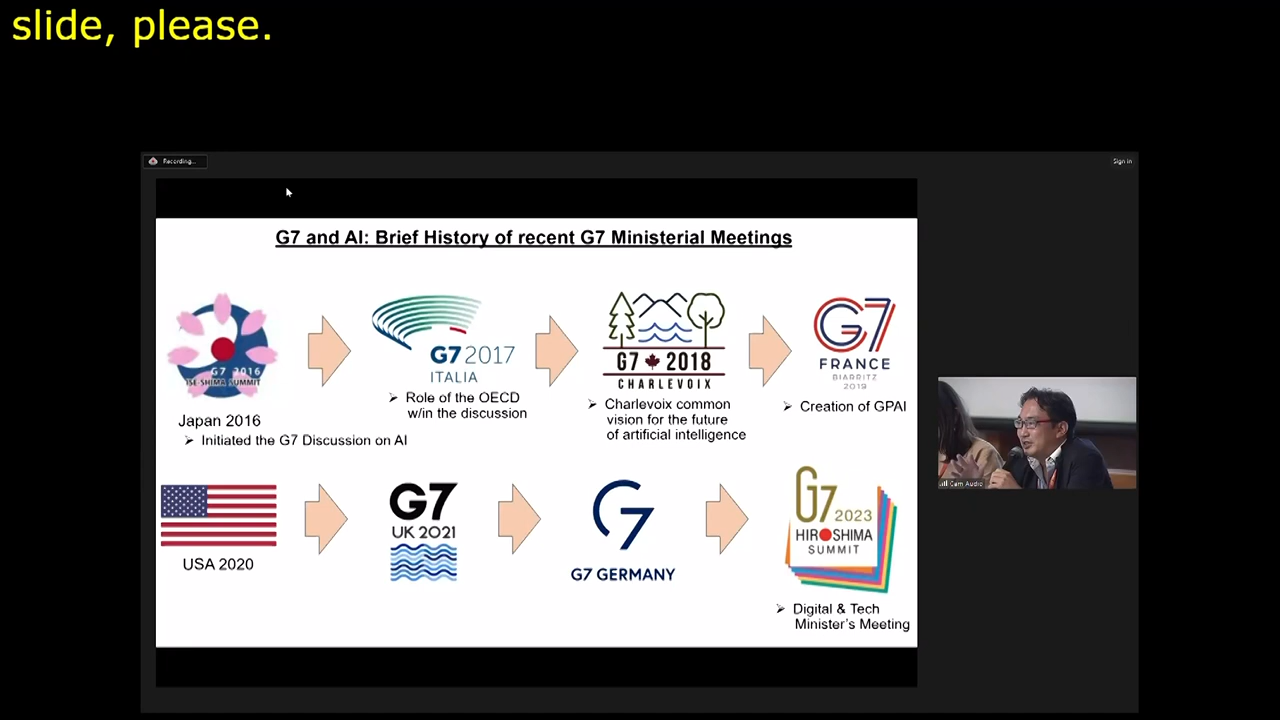 slide, please.
Recording...
Sign in
G7 and AI: Brief History of recent G7 Ministerial Meetings
G7 2016
ISE-SHIMA SUMMIT
Japan 2016
➢ Initiated the G7 Discussion on AI
G7 2017
ITALIA
➢ Role of the OECD
w/in the discussion
G7 2018
CHARLEVOIX
➢ Charlevoix common
vision for the future
of artificial intelligence
G7
FRANCE
BIARRITZ
2019
➢ Creation of GPAI
USA 2020
G7
UK 2021
G7
G7 GERMANY
G7 2023
HIROSHIMA
SUMMIT
➢ Digital & Tech
Minister's Meeting
Cam Audio